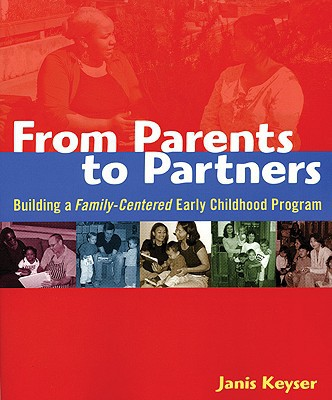 From Parents
to Partners
Building a Family-Centered Early Childhood Program
Janis Keyser